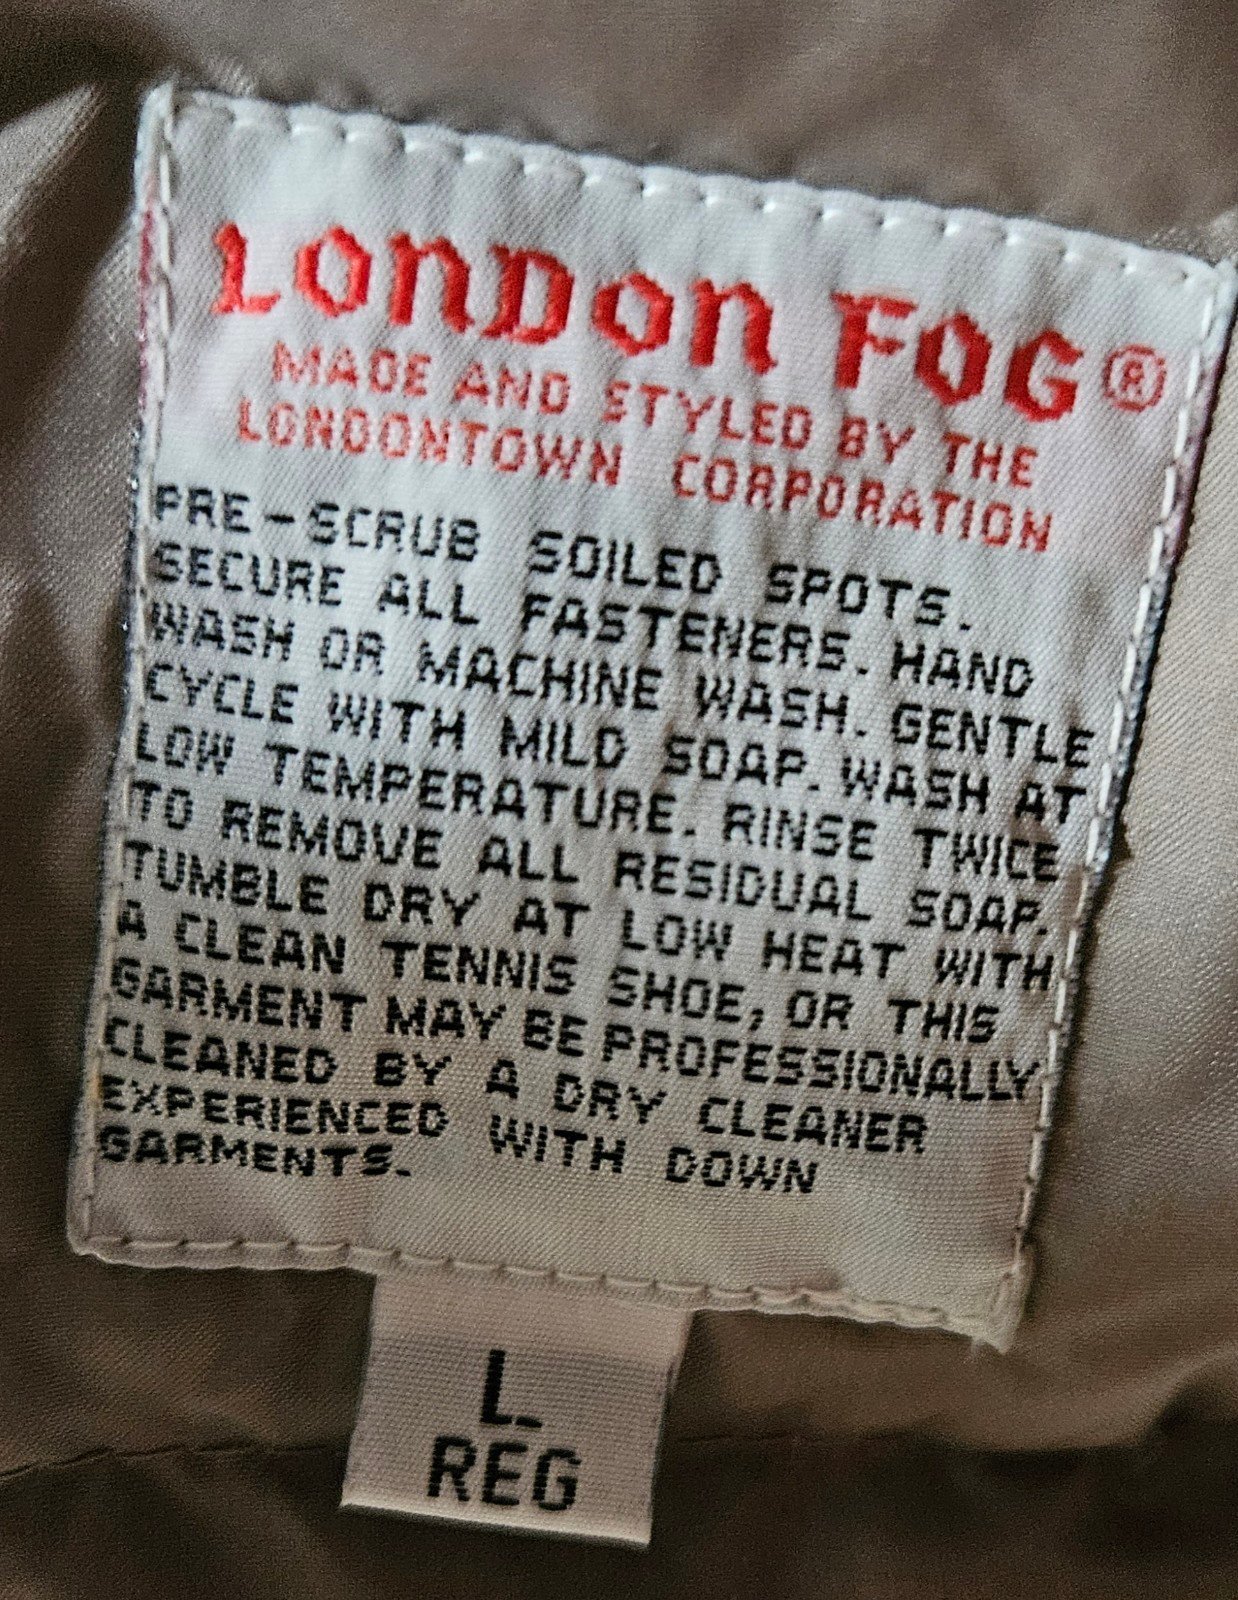 LONDON FOG®
MADE AND STYLED BY THE
LONDONTOWN CORPORATION
PRE-SCRUB SOILED SPOTS.
SECURE ALL FASTENERS. HAND
WASH OR MACHINE WASH. GENTLE
CYCLE WITH MILD SOAP. WASH AT
LOW TEMPERATURE. RINSE TWICE
TO REMOVE ALL RESIDUAL SOAP.
TUMBLE DRY AT LOW HEAT WITH
A CLEAN TENNIS SHOE, OR THIS
GARMENT MAY BE PROFESSIONALLY
CLEANED BY A DRY CLEANER
EXPERIENCED WITH DOWN
GARMENTS.
L
REG